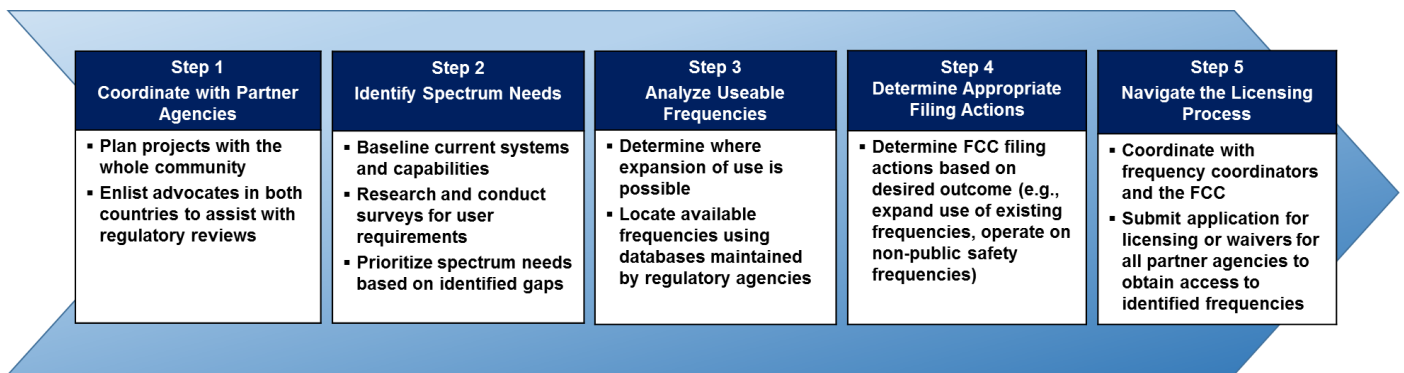 Step 1
Coordinate with Partner
Agencies
▪ Plan projects with the
whole community
▪ Enlist advocates in both
countries to assist with
regulatory reviews
Step 2
Identify Spectrum Needs
▪ Baseline current systems
and capabilities
▪ Research and conduct
surveys for user
requirements
▪ Prioritize spectrum needs
based on identified gaps
Step 3
Analyze Useable
Frequencies
▪ Determine where
expansion of use is
possible
▪ Locate available
frequencies using
databases maintained
by regulatory agencies
Step 4
Determine Appropriate
Filing Actions
▪ Determine FCC filing
actions based on
desired outcome (e.g.,
expand use of existing
frequencies, operate on
non-public safety
frequencies)
Step 5
Navigate the Licensing
Process
▪ Coordinate with
frequency coordinators
and the FCC
▪ Submit application for
licensing or waivers for
all partner agencies to
obtain access to
identified frequencies